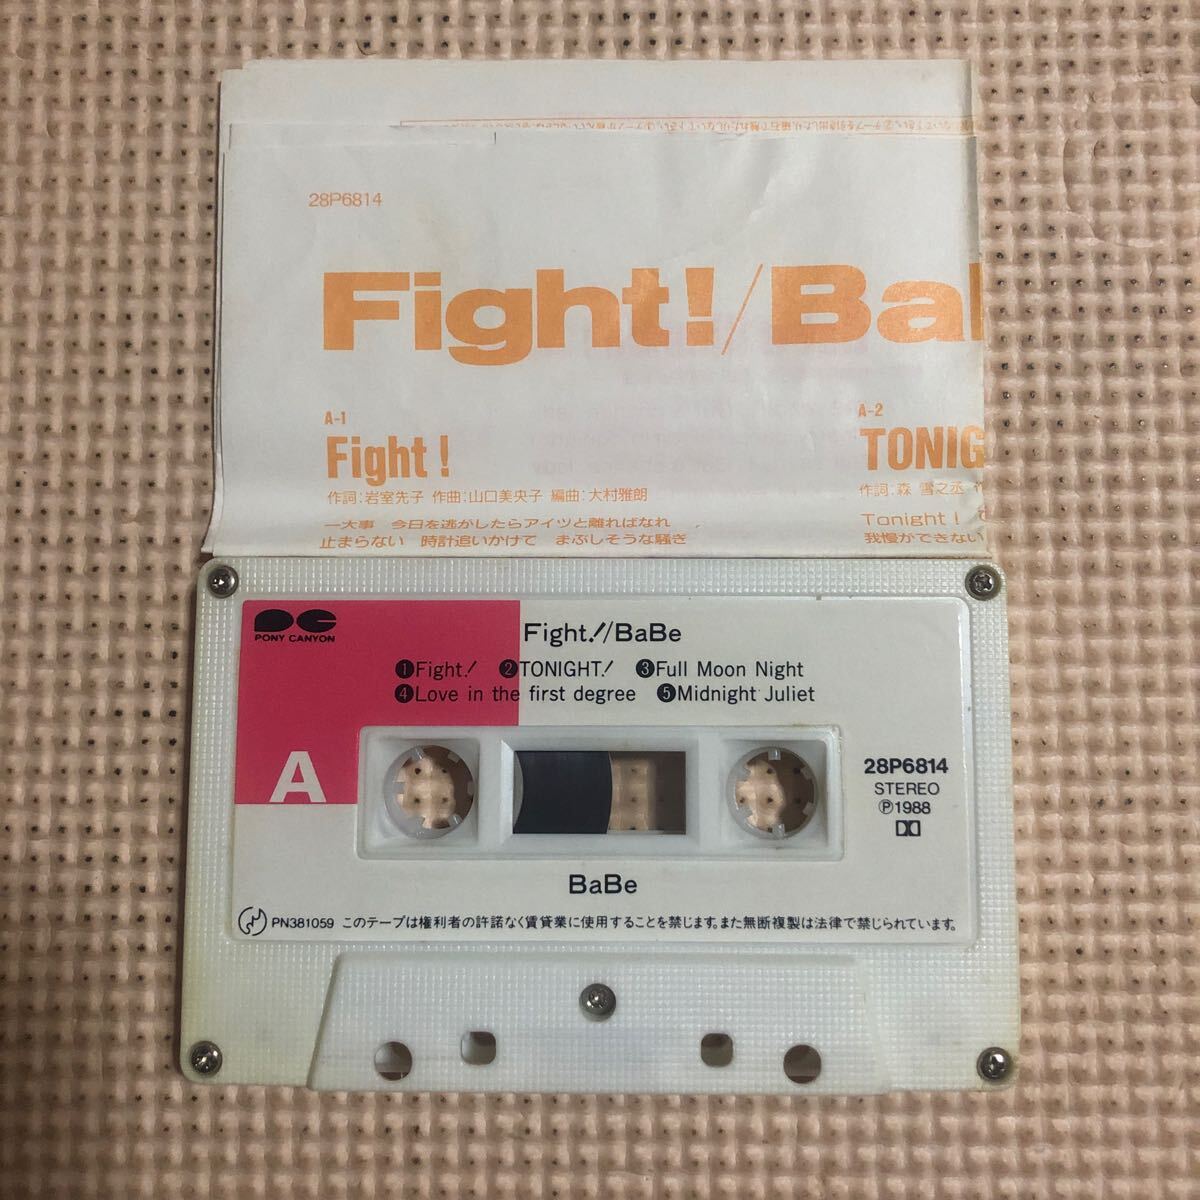 28P6814
Fight!/Ba
A-1
Fight!
作詞:岩室先子 作曲:山口美央子 編曲:大村雅朗
一大事 今日を逃がしたらアイツと離ればなれ
止まらない 時計追いかけて まぶしそうな騒ぎ
A-2
TONIG
作詞:森 雪之丞
Tonight!
我慢ができない
PONY CANYON
Fight!/BaBe
❶Fight! ❷TONIGHT! ❸Full Moon Night
❹Love in the first degree ❺Midnight Juliet
A
28P6814
STEREO
Ⓟ1988
BaBe
PN381059 このテープは権利者の許諾なく賃貸業に使用することを禁じます。また無断複製は法律で禁じられています。